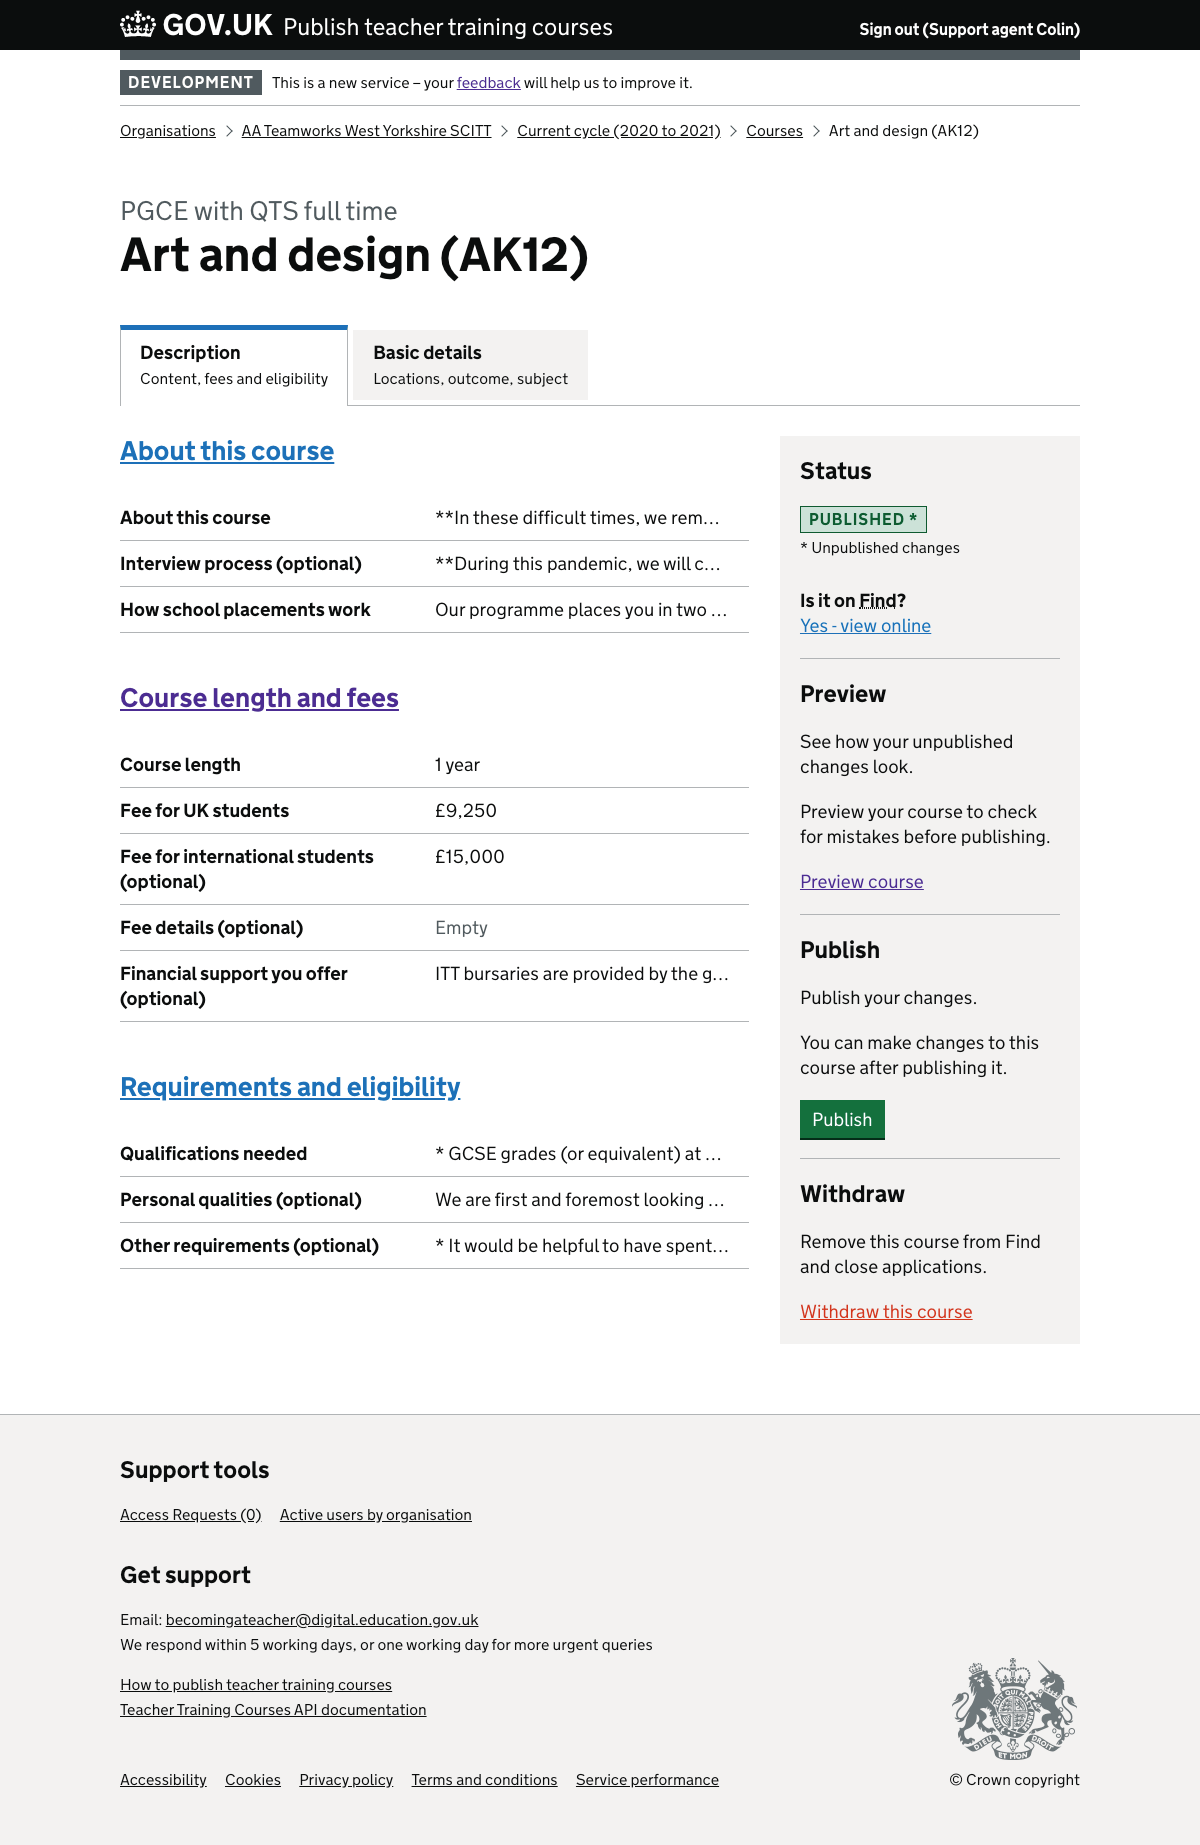 GOV.UK Publish teacher training courses
Sign out (Support agent Colin)
DEVELOPMENT This is a new service – your feedback will help us to improve it.
Organisations
AA Teamworks West Yorkshire SCITT
Current cycle (2020 to 2021)
Courses
Art and design (AK12)
PGCE with QTS full time
Art and design (AK12)
Description
Content, fees and eligibility
Basic details
Locations, outcome, subject
About this course
About this course **In these difficult times, we rem…
Interview process (optional) **During this pandemic, we will c…
How school placements work Our programme places you in two …
Course length and fees
Course length 1 year
Fee for UK students £9,250
Fee for international students £15,000
(optional)
Fee details (optional) Empty
Financial support you offer ITT bursaries are provided by the g…
(optional)
Requirements and eligibility
Qualifications needed * GCSE grades (or equivalent) at …
Personal qualities (optional) We are first and foremost looking …
Other requirements (optional) * It would be helpful to have spent…
Status
PUBLISHED *
* Unpublished changes
Is it on Find?
Yes - view online
Preview
See how your unpublished
changes look.
Preview your course to check
for mistakes before publishing.
Preview course
Publish
Publish your changes.
You can make changes to this
course after publishing it.
Publish
Withdraw
Remove this course from Find
and close applications.
Withdraw this course
Support tools
Access Requests (0)
Active users by organisation
Get support
Email: becomingateacher@digital.education.gov.uk
We respond within 5 working days, or one working day for more urgent queries
How to publish teacher training courses
Teacher Training Courses API documentation
DIEU ET MON DROIT
Accessibility
Cookies
Privacy policy
Terms and conditions
Service performance
© Crown copyright